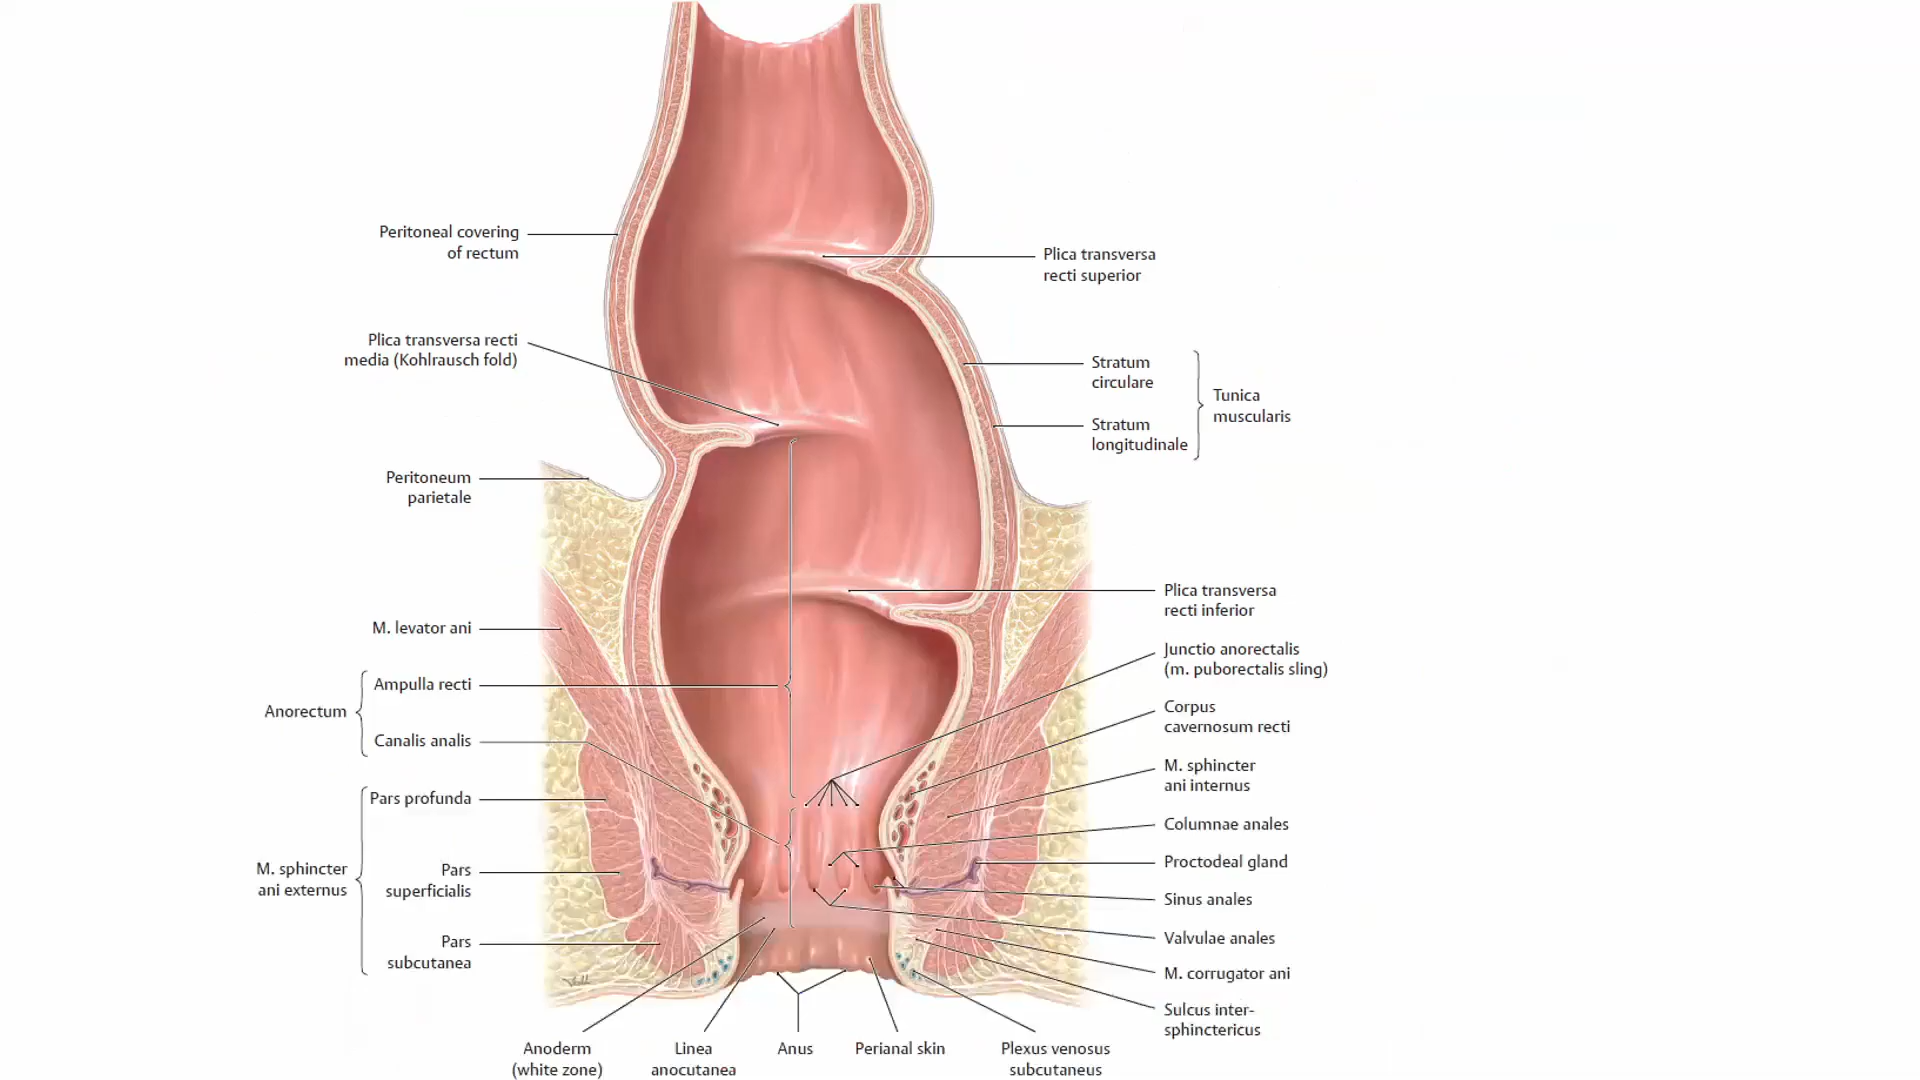 Peritoneal covering
of rectum
Plica transversa recti
media (Kohlrausch fold)
Peritoneum
parietale
M. levator ani
Ampulla recti
Anorectum
Canalis analis
Pars profunda
M. sphincter
ani externus
Pars
superficialis
Pars
subcutanea
Plica transversa
recti superior
Stratum
circulare
Stratum
longitudinale
Tunica
muscularis
Plica transversa
recti inferior
Junctio anorectalis
(m. puborectalis sling)
Corpus
cavernosum recti
M. sphincter
ani internus
Columnae anales
Proctodeal gland
Sinus anales
Valvulae anales
M. corrugator ani
Sulcus inter-
sphinctericus
Anoderm
(white zone)
Linea
anocutanea
Anus
Perianal skin
Plexus venosus
subcutaneus